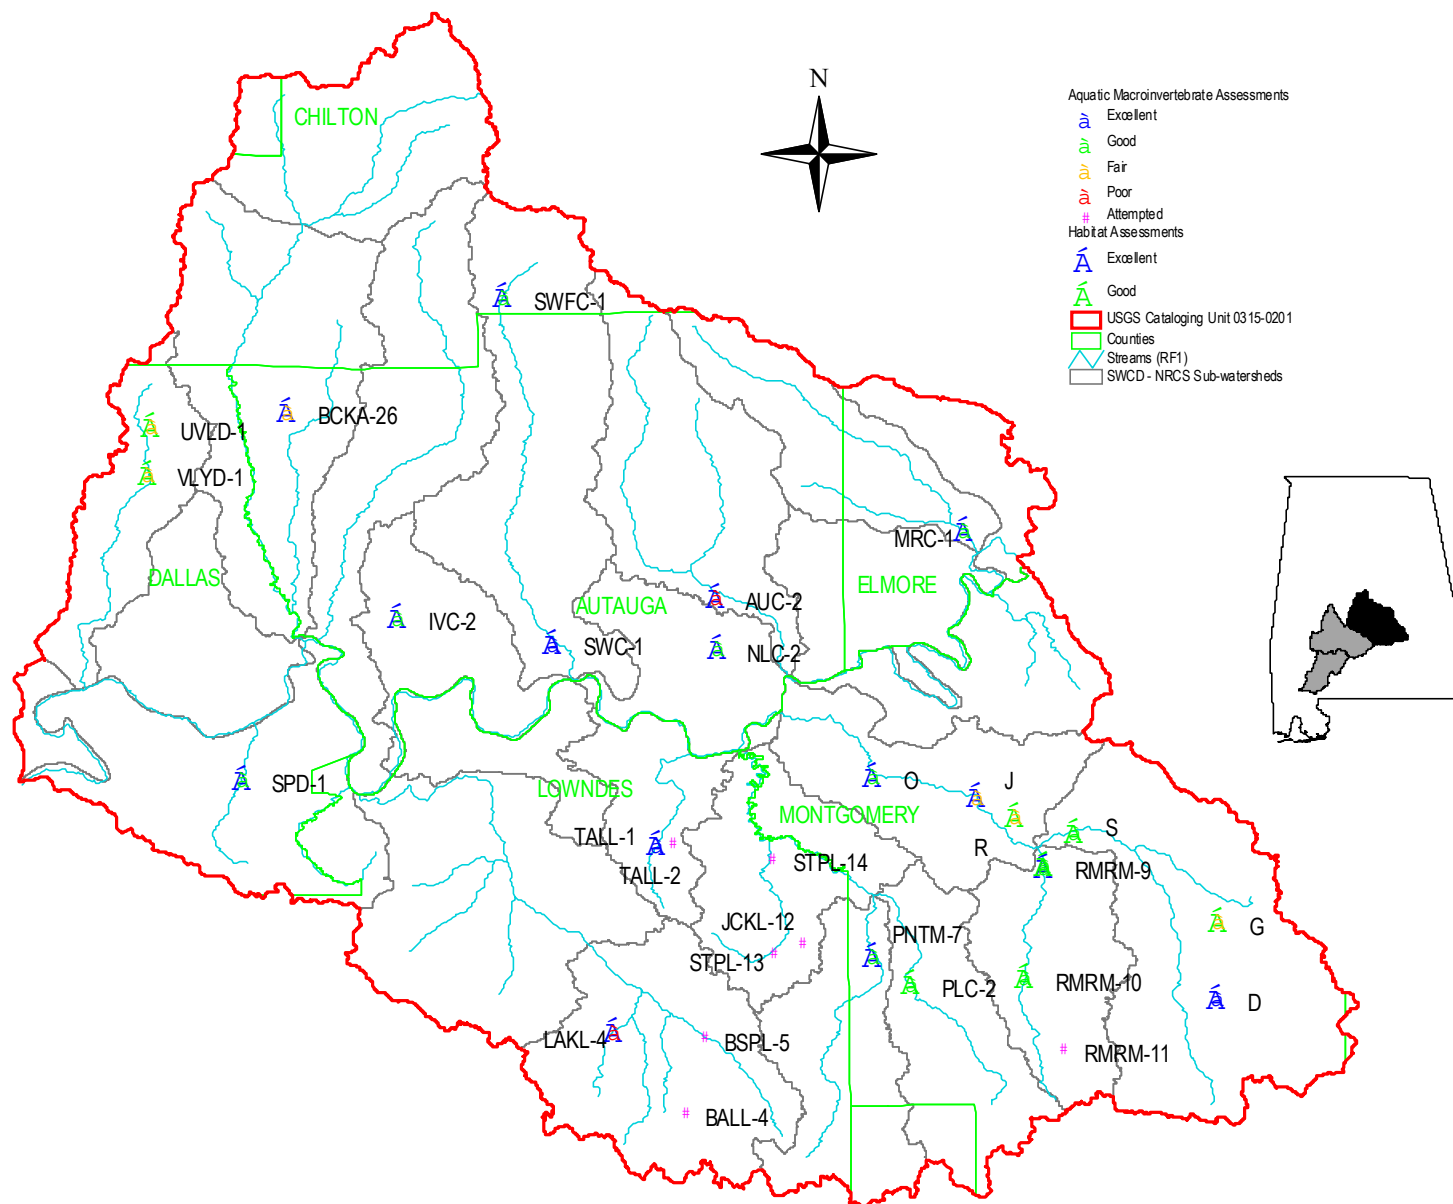 N
Aquatic Macroinvertebrate Assessments
à Excellent
à Good
à Fair
à Poor
# Attempted
Habitat Assessments
Á Excellent
Á Good
USGS Cataloging Unit 0315-0201
Counties
Streams (RF1)
SWCD - NRCS Sub-watersheds
CHILTON
SWFC-1
BCKA-26
UVLD-1
VLYD-1
MRC-1
DALLAS
ELMORE
AUTAUGA
AUC-2
IVC-2
SWC-1
NLC-2
SPD-1
LOWNDES
O
J
MONTGOMERY
TALL-1
R
S
STPL-14
TALL-2
RMRM-9
JCKL-12
PNTM-7
G
STPL-13
PLC-2
RMRM-10
D
LAKL-4
BSPL-5
RMRM-11
BALL-4